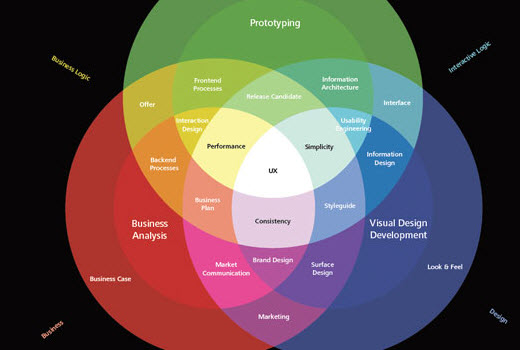 Prototyping
Business Logic
Interactive Logic
Frontend
Processes
Information
Architecture
Release Candidate
Offer
Interface
Interaction
Design
Usability
Engineering
Performance
Simplicity
Backend
Processes
Information
Design
UX
Business
Plan
Styleguide
Business
Analysis
Consistency
Visual Design
Development
Market
Communication
Brand Design
Surface
Design
Look & Feel
Business Case
Marketing
Business
Design